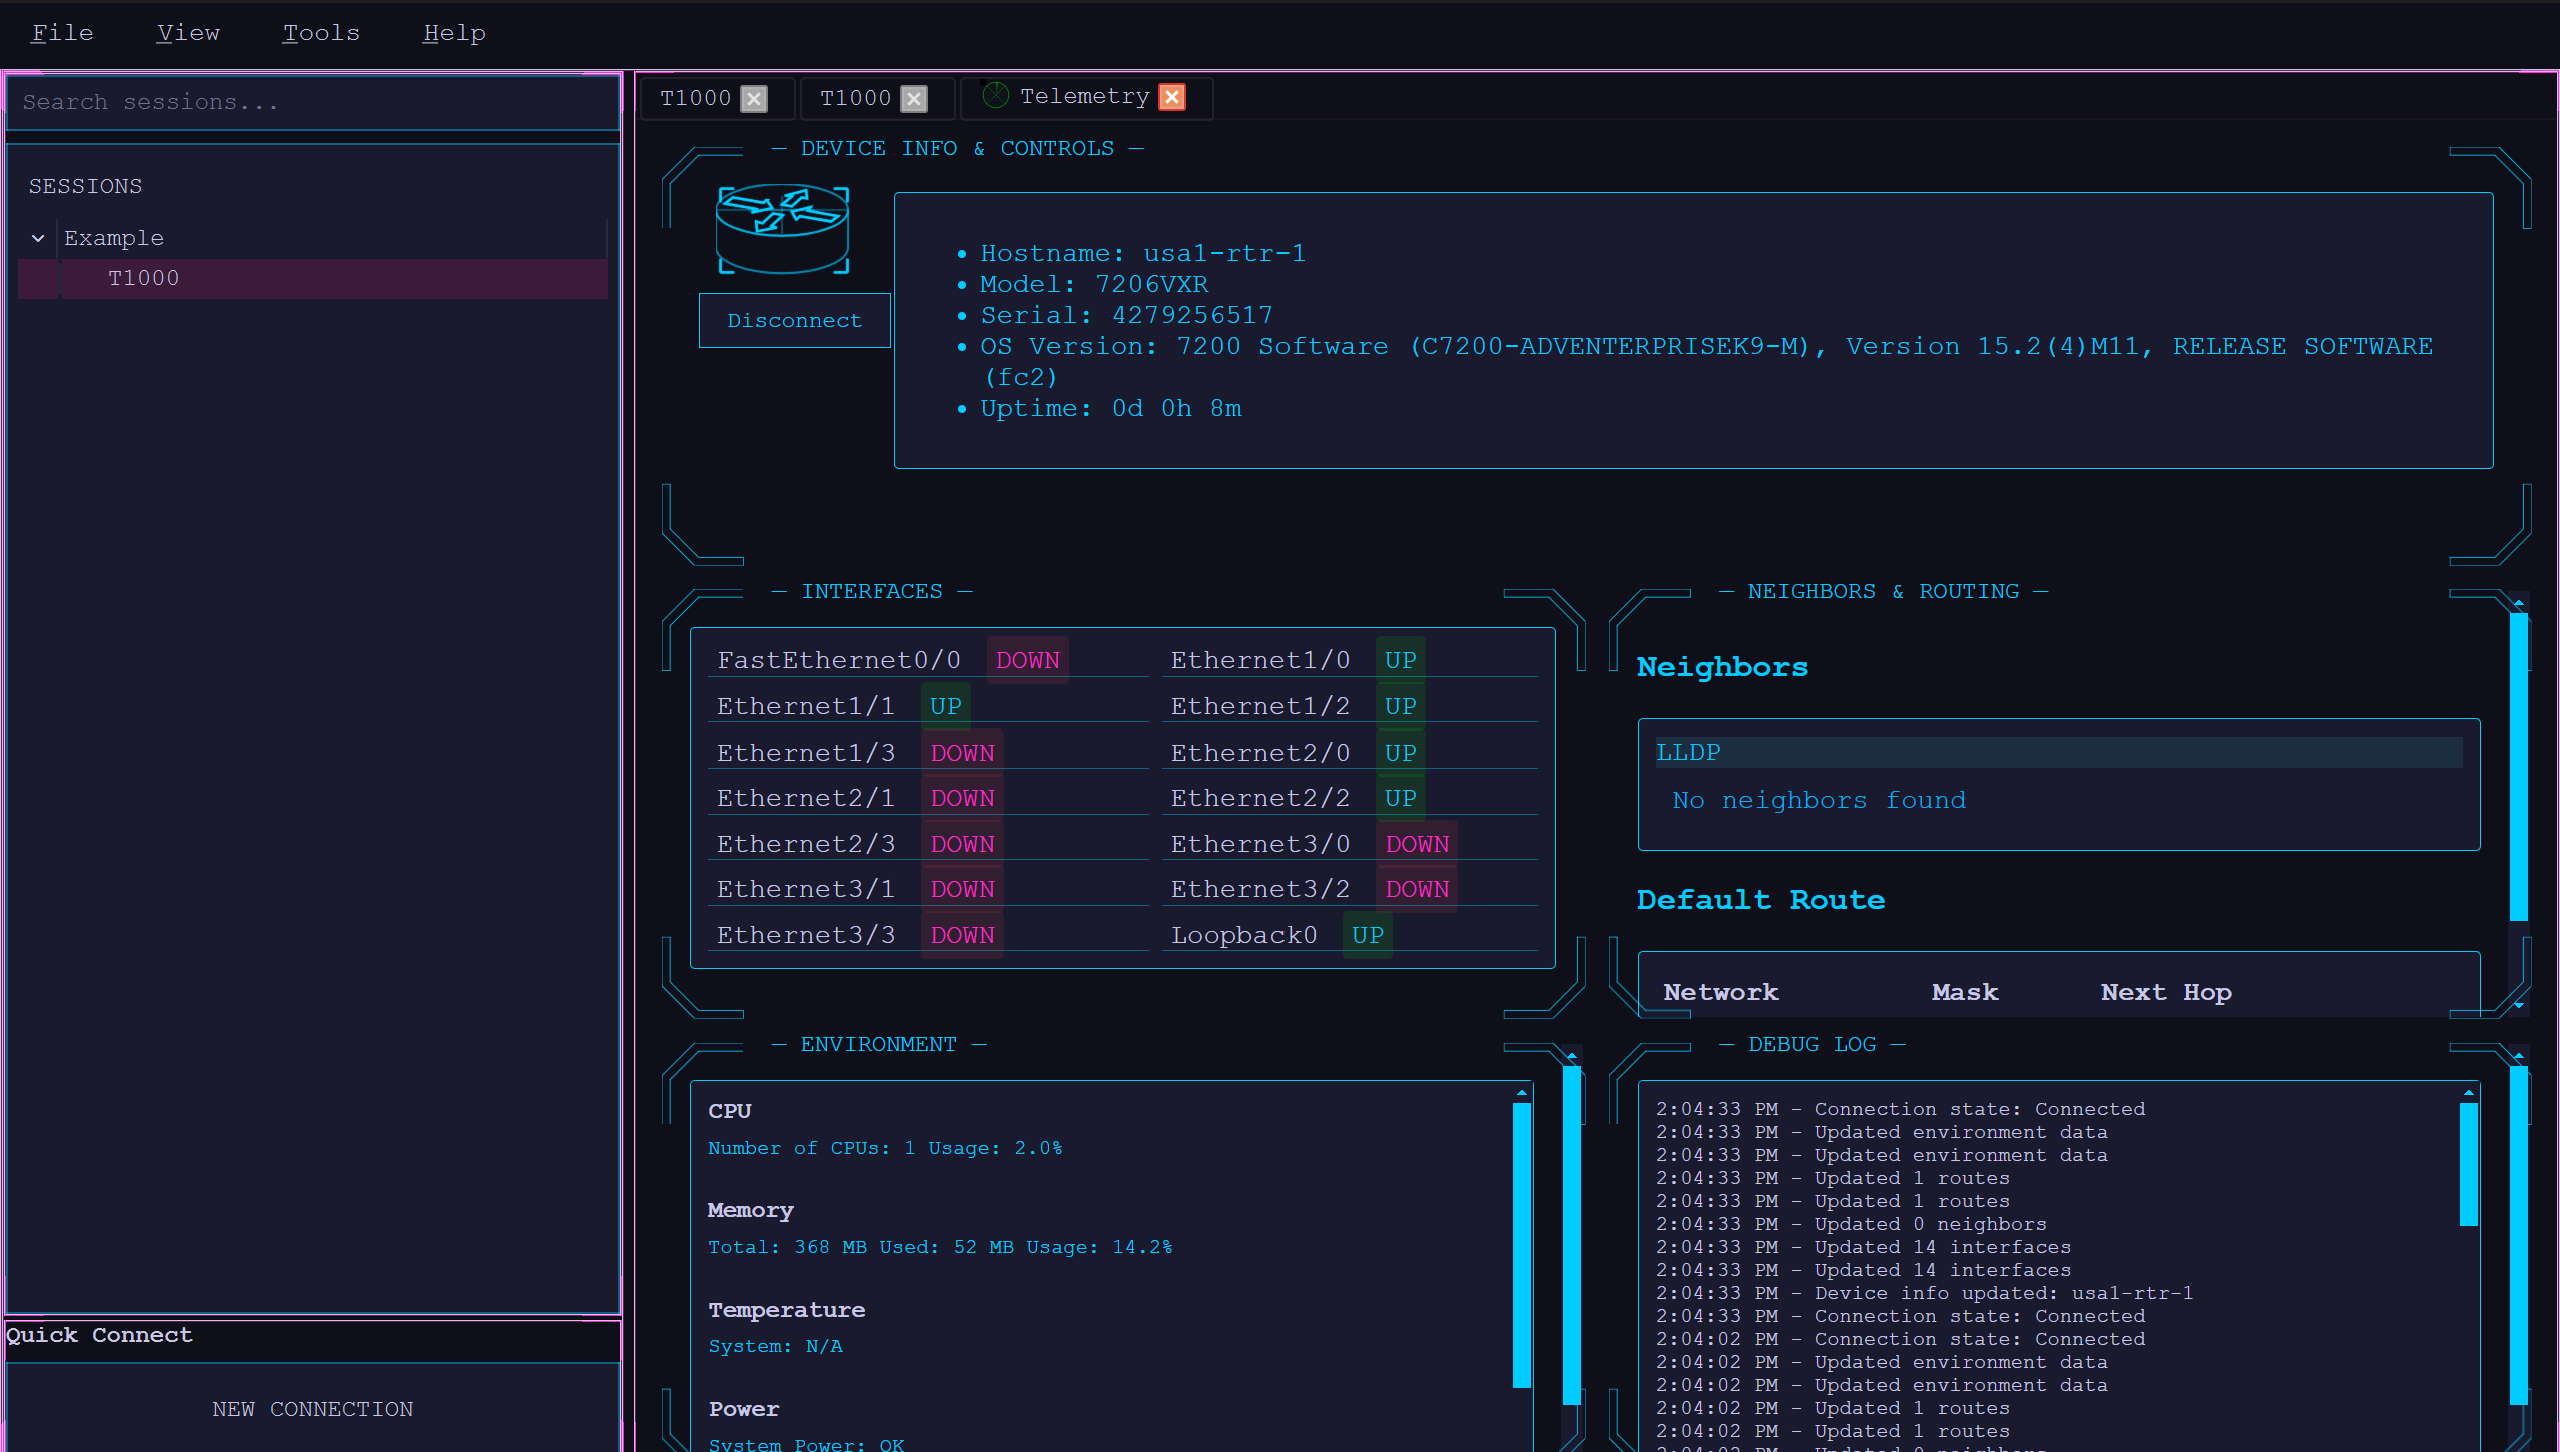 File View Tools Help
Search sessions...
SESSIONS
Example
T1000
Quick Connect
NEW CONNECTION
T1000 T1000 Telemetry
— DEVICE INFO & CONTROLS —
Disconnect
• Hostname: usa1-rtr-1
• Model: 7206VXR
• Serial: 4279256517
• OS Version: 7200 Software (C7200-ADVENTERPRISEK9-M), Version 15.2(4)M11, RELEASE SOFTWARE
(fc2)
• Uptime: 0d 0h 8m
— INTERFACES —
FastEthernet0/0 DOWN Ethernet1/0 UP
Ethernet1/1 UP Ethernet1/2 UP
Ethernet1/3 DOWN Ethernet2/0 UP
Ethernet2/1 DOWN Ethernet2/2 UP
Ethernet2/3 DOWN Ethernet3/0 DOWN
Ethernet3/1 DOWN Ethernet3/2 DOWN
Ethernet3/3 DOWN Loopback0 UP
— NEIGHBORS & ROUTING —
Neighbors
LLDP
No neighbors found
Default Route
Network Mask Next Hop
— ENVIRONMENT —
CPU
Number of CPUs: 1 Usage: 2.0%
Memory
Total: 368 MB Used: 52 MB Usage: 14.2%
Temperature
System: N/A
Power
System Power: OK
— DEBUG LOG —
2:04:33 PM - Connection state: Connected
2:04:33 PM - Updated environment data
2:04:33 PM - Updated environment data
2:04:33 PM - Updated 1 routes
2:04:33 PM - Updated 1 routes
2:04:33 PM - Updated 0 neighbors
2:04:33 PM - Updated 14 interfaces
2:04:33 PM - Updated 14 interfaces
2:04:33 PM - Device info updated: usa1-rtr-1
2:04:33 PM - Connection state: Connected
2:04:02 PM - Connection state: Connected
2:04:02 PM - Updated environment data
2:04:02 PM - Updated environment data
2:04:02 PM - Updated 1 routes
2:04:02 PM - Updated 1 routes